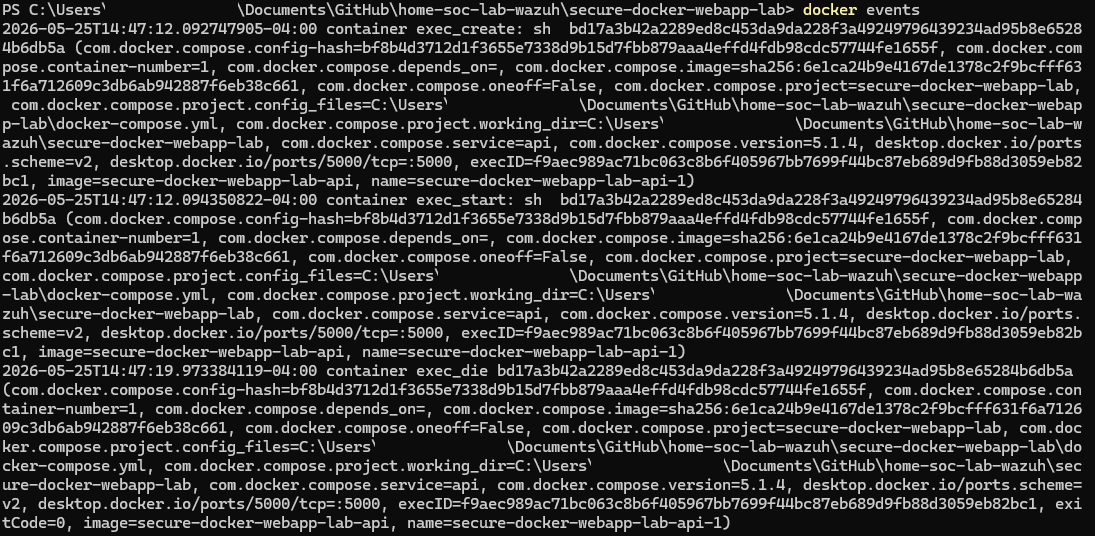 PS C:\Users\ \Documents\GitHub\home-soc-lab-wazuh\secure-docker-webapp-lab> docker events
2026-05-25T14:47:12.092747905-04:00 container exec_create: sh  bd17a3b42a2289ed8c453da9da228f3a49249796439234ad95b8e6528
4b6db5a (com.docker.compose.config-hash=bf8b4d3712d1f3655e7338d9b15d7fbb879aaa4effd4fdb98cdc57744fe1655f, com.docker.com
pose.container-number=1, com.docker.compose.depends_on=, com.docker.compose.image=sha256:6e1ca24b9e4167de1378c2f9bcfff63
1f6a712609c3db6ab942887f6eb38c661, com.docker.compose.oneoff=False, com.docker.compose.project=secure-docker-webapp-lab,
 com.docker.compose.project.config_files=C:\Users\ \Documents\GitHub\home-soc-lab-wazuh\secure-docker-webap
p-lab\docker-compose.yml, com.docker.compose.project.working_dir=C:\Users\ \Documents\GitHub\home-soc-lab-w
azuh\secure-docker-webapp-lab, com.docker.compose.service=api, com.docker.compose.version=5.1.4, desktop.docker.io/ports
.scheme=v2, desktop.docker.io/ports/5000/tcp=:5000, execID=f9aec989ac71bc063c8b6f405967bb7699f44bc87eb689d9fb88d3059eb82
bc1, image=secure-docker-webapp-lab-api, name=secure-docker-webapp-lab-api-1)
2026-05-25T14:47:12.094350822-04:00 container exec_start: sh  bd17a3b42a2289ed8c453da9da228f3a49249796439234ad95b8e65284
b6db5a (com.docker.compose.config-hash=bf8b4d3712d1f3655e7338d9b15d7fbb879aaa4effd4fdb98cdc57744fe1655f, com.docker.comp
ose.container-number=1, com.docker.compose.depends_on=, com.docker.compose.image=sha256:6e1ca24b9e4167de1378c2f9bcfff631
f6a712609c3db6ab942887f6eb38c661, com.docker.compose.oneoff=False, com.docker.compose.project=secure-docker-webapp-lab,
com.docker.compose.project.config_files=C:\Users\ \Documents\GitHub\home-soc-lab-wazuh\secure-docker-webapp
-lab\docker-compose.yml, com.docker.compose.project.working_dir=C:\Users\ \Documents\GitHub\home-soc-lab-wa
zuh\secure-docker-webapp-lab, com.docker.compose.service=api, com.docker.compose.version=5.1.4, desktop.docker.io/ports.
scheme=v2, desktop.docker.io/ports/5000/tcp=:5000, execID=f9aec989ac71bc063c8b6f405967bb7699f44bc87eb689d9fb88d3059eb82b
c1, image=secure-docker-webapp-lab-api, name=secure-docker-webapp-lab-api-1)
2026-05-25T14:47:19.973384119-04:00 container exec_die bd17a3b42a2289ed8c453da9da228f3a49249796439234ad95b8e65284b6db5a
(com.docker.compose.config-hash=bf8b4d3712d1f3655e7338d9b15d7fbb879aaa4effd4fdb98cdc57744fe1655f, com.docker.compose.con
tainer-number=1, com.docker.compose.depends_on=, com.docker.compose.image=sha256:6e1ca24b9e4167de1378c2f9bcfff631f6a712
609c3db6ab942887f6eb38c661, com.docker.compose.oneoff=False, com.docker.compose.project=secure-docker-webapp-lab, com.doc
ker.compose.project.config_files=C:\Users\ \Documents\GitHub\home-soc-lab-wazuh\secure-docker-webapp-lab\do
cker-compose.yml, com.docker.compose.project.working_dir=C:\Users\ \Documents\GitHub\home-soc-lab-wazuh\sec
ure-docker-webapp-lab, com.docker.compose.service=api, com.docker.compose.version=5.1.4, desktop.docker.io/ports.scheme=
v2, desktop.docker.io/ports/5000/tcp=:5000, execID=f9aec989ac71bc063c8b6f405967bb7699f44bc87eb689d9fb88d3059eb82bc1, exi
tCode=0, image=secure-docker-webapp-lab-api, name=secure-docker-webapp-lab-api-1)